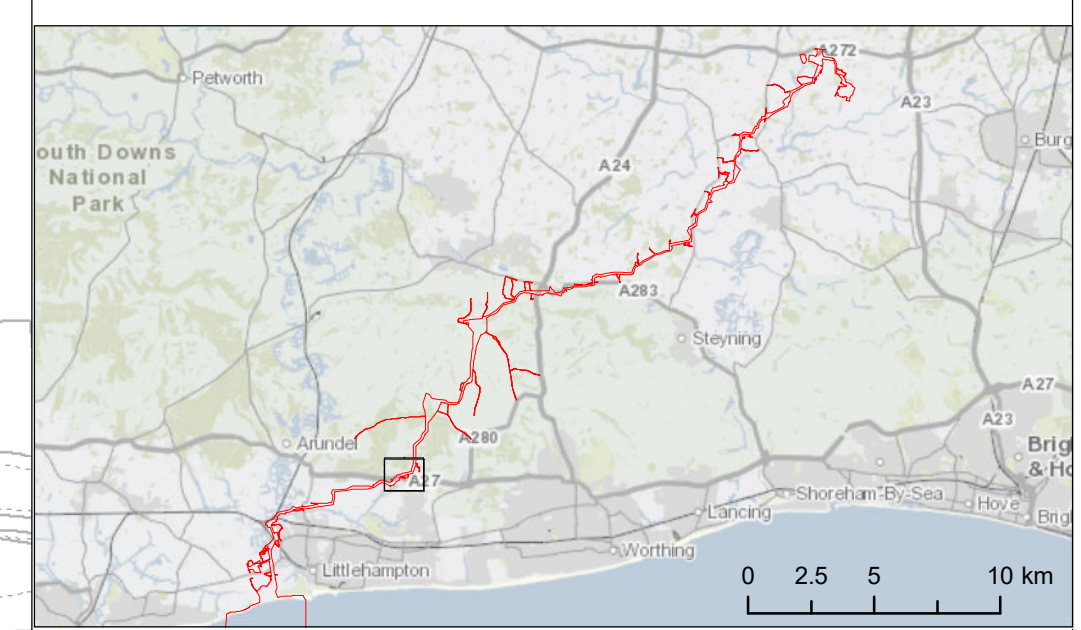 A272
Petworth
A23
Burg
outh Downs
National
Park
A24
A283
Steyning
A27
A23
Arundel
A280
Brig
& Ho
A27
Shoreham-By-Sea
Hove
Lancing
Brig
Worthing
Littlehampton
0 2.5 5 10 km